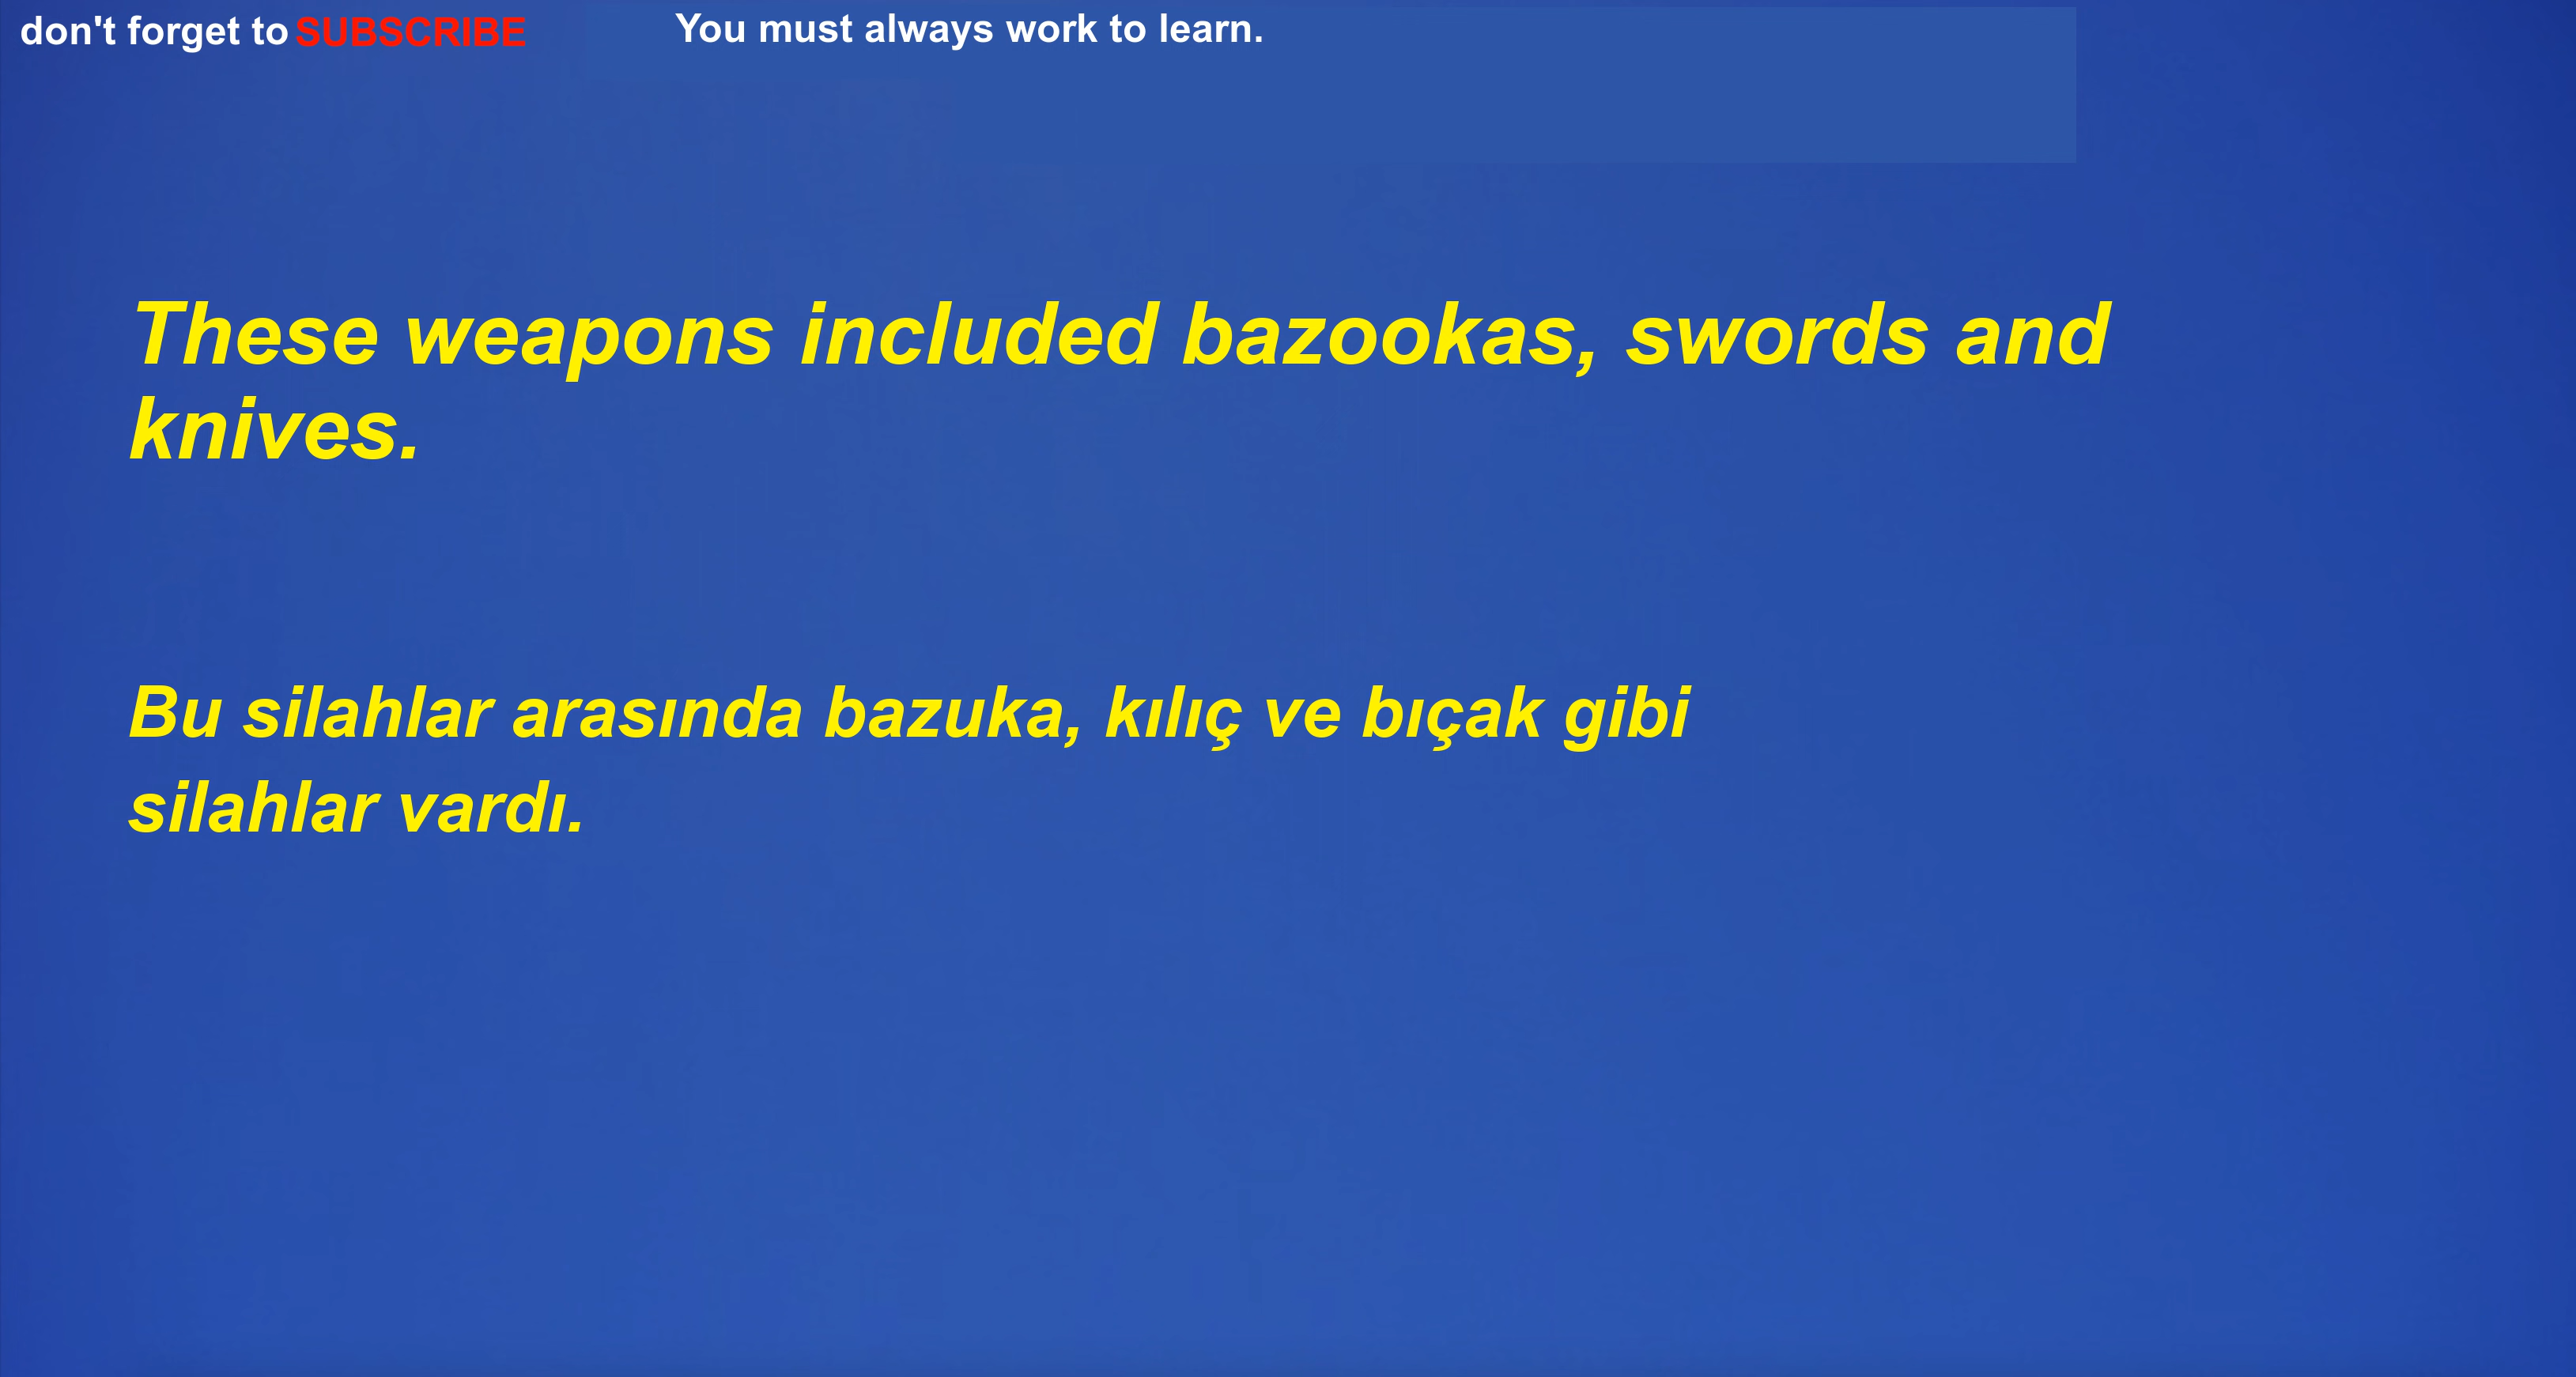 don't forget to SUBSCRIBE
You must always work to learn.
These weapons included bazookas, swords and
knives.
Bu silahlar arasında bazuka, kılıç ve bıçak gibi
silahlar vardı.